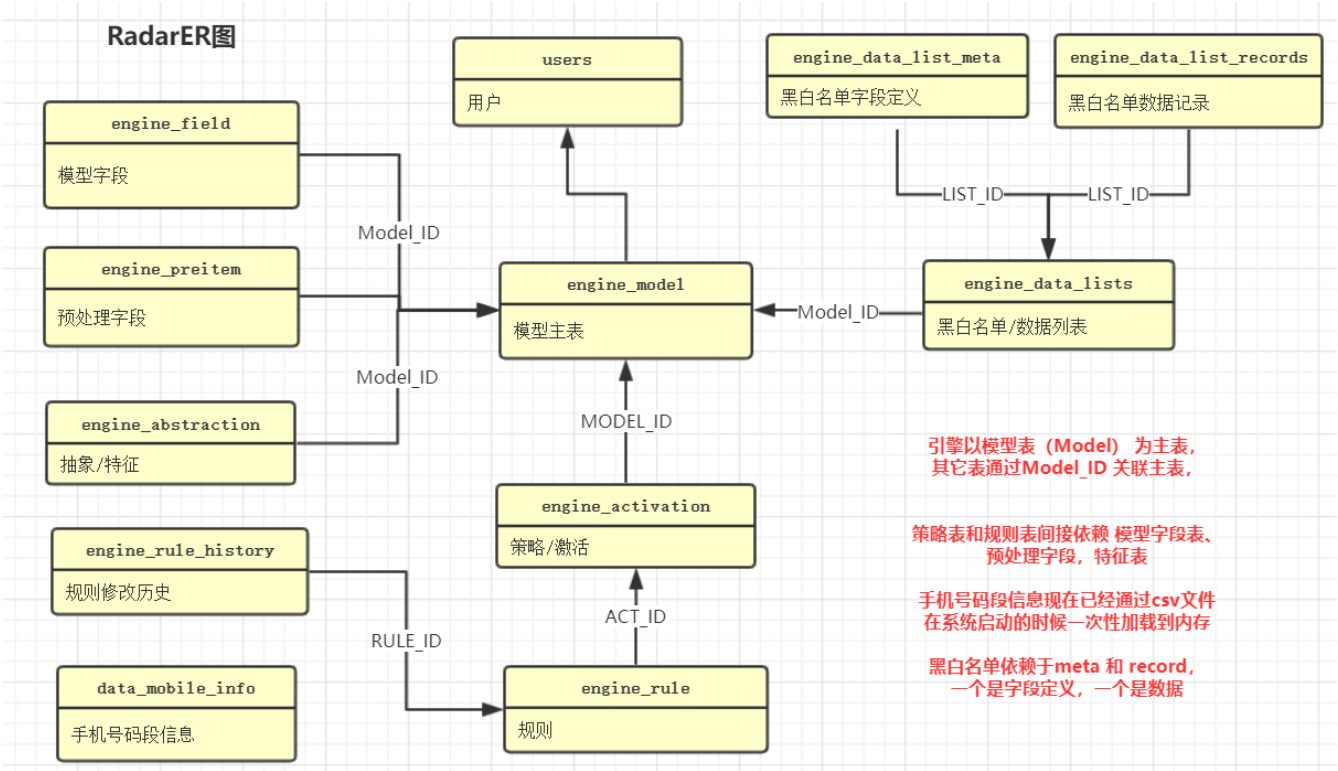 RadarER图
users
用户
engine_data_list_meta
黑白名单字段定义
engine_data_list_records
黑白名单数据记录
engine_field
模型字段
LIST_ID
LIST_ID
Model_ID
engine_preitem
预处理字段
engine_model
模型主表
Model_ID
engine_data_lists
黑白名单/数据列表
Model_ID
engine_abstraction
抽象/特征
MODEL_ID
引擎以模型表（Model） 为主表，
其它表通过Model_ID 关联主表，
engine_activation
策略/激活
策略表和规则表间接依赖 模型字段表、
预处理字段，特征表
engine_rule_history
规则修改历史
手机号码段信息现在已经通过csv文件
在系统启动的时候一次性加载到内存
ACT_ID
RULE_ID
data_mobile_info
手机号码段信息
engine_rule
规则
黑白名单依赖于meta 和 record，
一个是字段定义，一个是数据